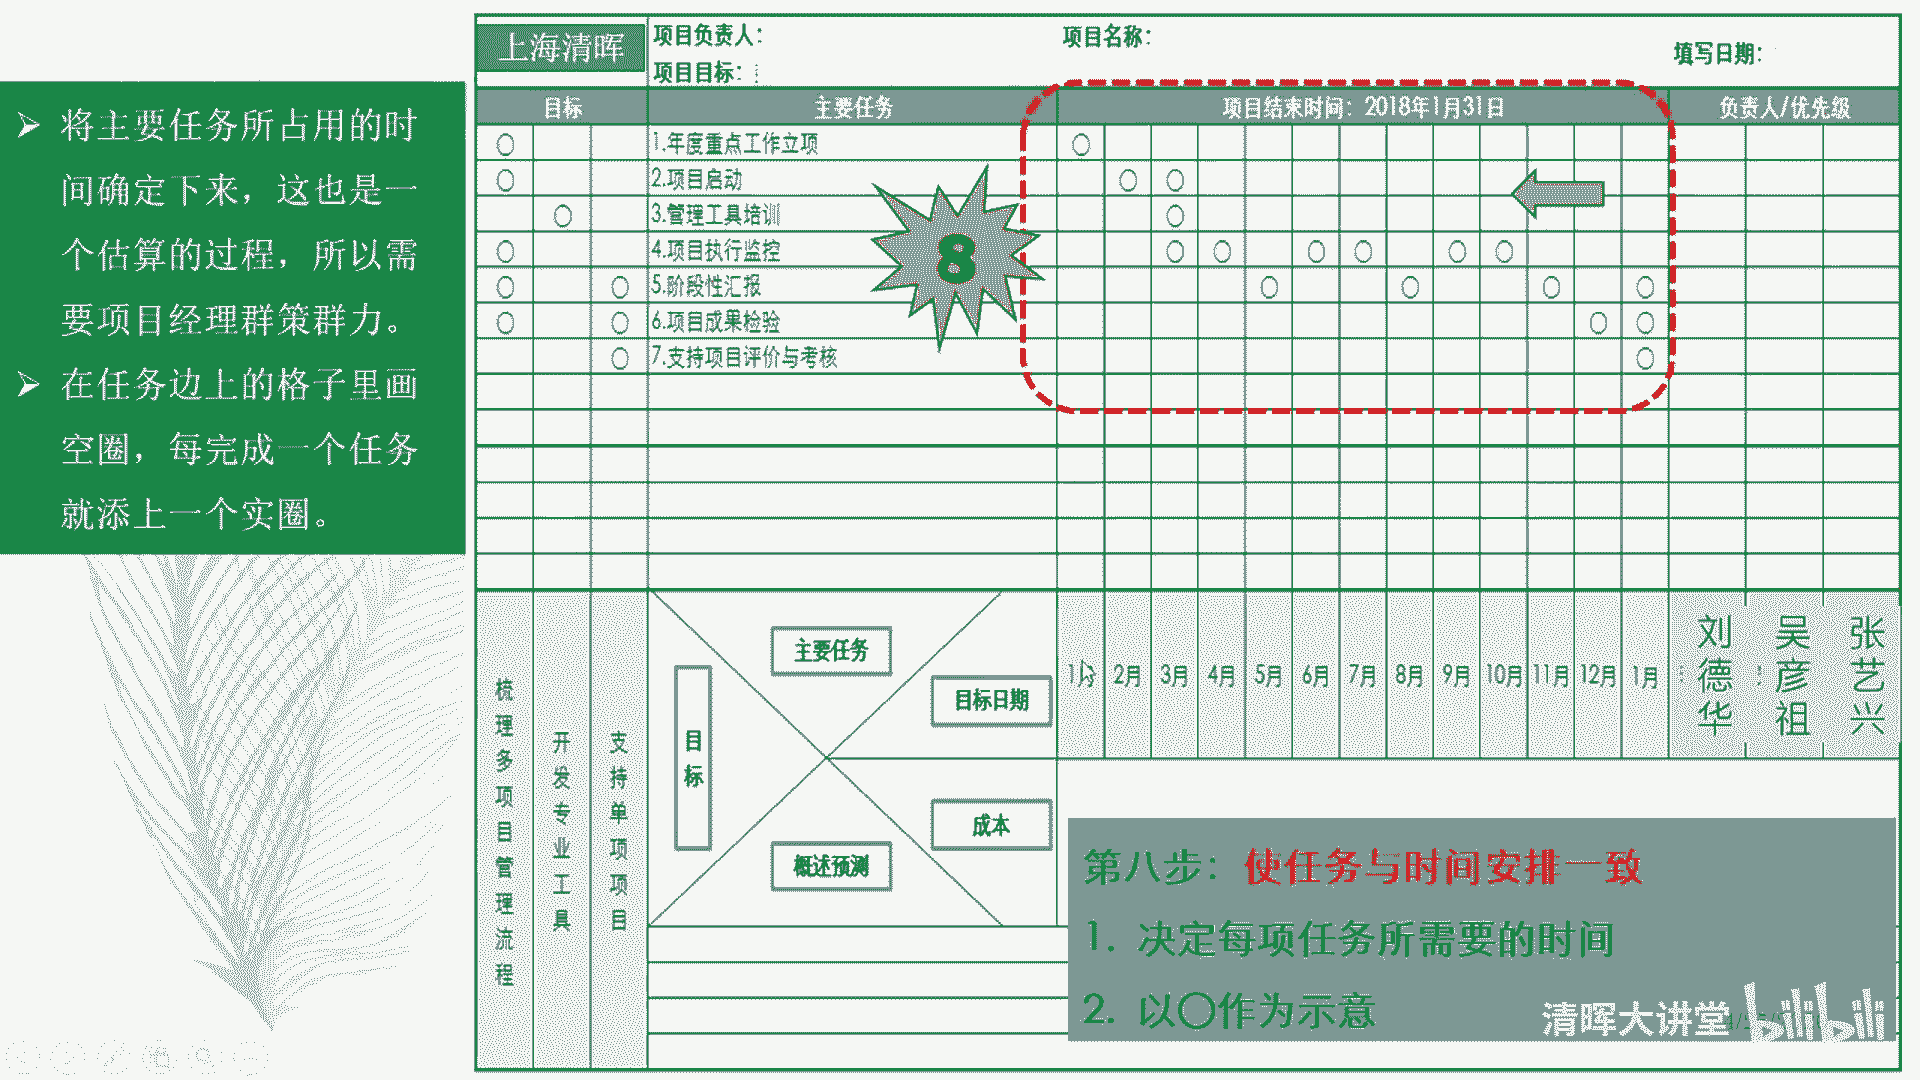 上海清晖
项目负责人：
项目名称：
项目目标：
填写日期：
目标
主要任务
项目结束时间：2018年1月31日
负责人/优先级
将主要任务所占用的时
间确定下来，这也是一
个估算的过程，所以需
要项目经理群策群力。
在任务边上的格子里画
空圈，每完成一个任务
就添上一个实圈。
1.年度重点工作立项
2.项目启动
3.管理工具培训
4.项目执行监控
5.阶段性汇报
6.项目成果检验
7.支持项目评价与考核
8
梳理多项目管理流程
开发专业工具
支持单项项目
主要任务
目标日期
目标
成本
概述预测
2月
3月
4月
5月
6月
7月
8月
9月
10月
11月
12月
1月
刘德华
吴彦祖
张艺兴
第八步：使任务与时间安排一致
1. 决定每项任务所需要的时间
2. 以〇作为示意
清晖大讲堂
bilibili